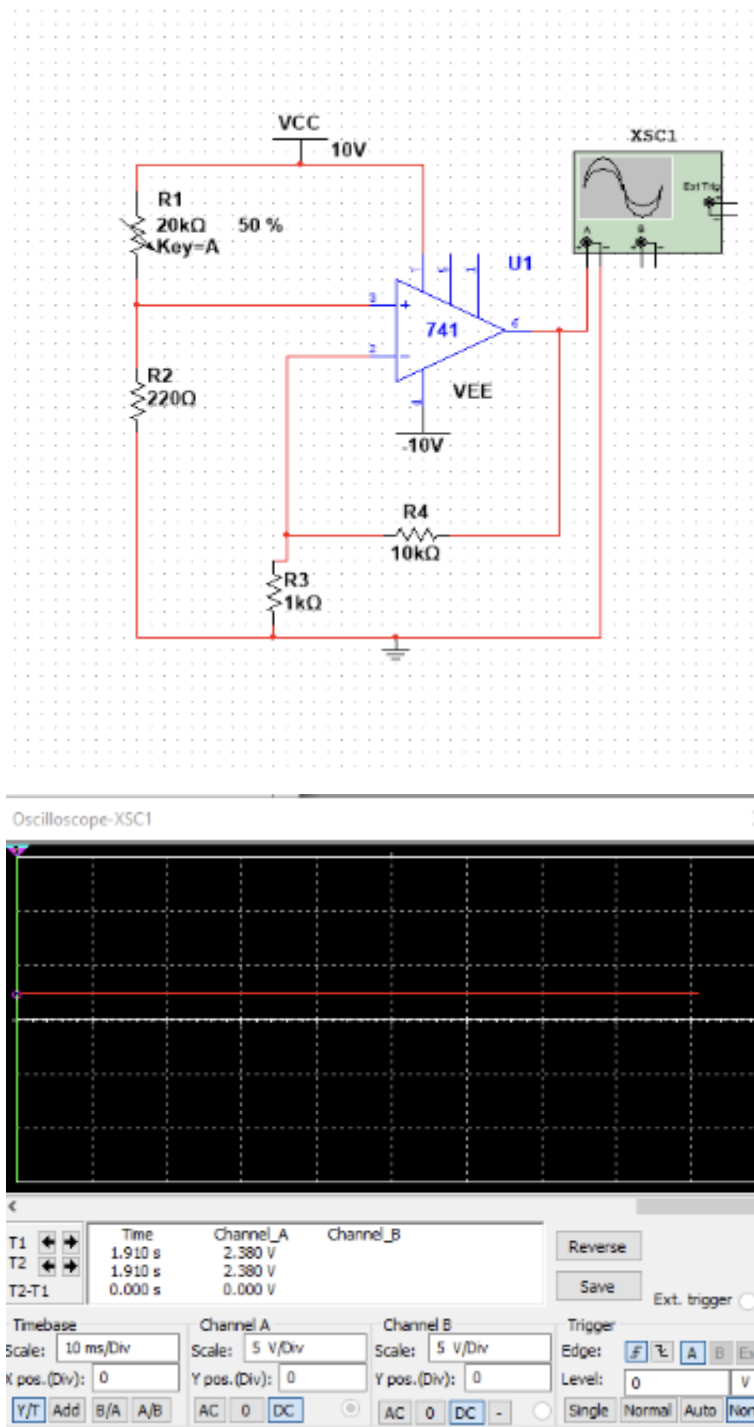 VCC
10V
XSC1
Ext Trig
R1
20kΩ 50 %
Key=A
A B
U1
7 5 1
3
741
6
2
R2
220Ω
VEE
4
-10V
R4
10kΩ
R3
1kΩ
Oscilloscope-XSC1
Time Channel_A Channel_B
T1 1.910 s 2.380 V
T2 1.910 s 2.380 V
T2-T1 0.000 s 0.000 V
Reverse
Save
Ext. trigger
Timebase
Scale: 10 ms/Div
X pos.(Div): 0
Y/T Add B/A A/B
Channel A
Scale: 5 V/Div
Y pos.(Div): 0
AC 0 DC
Channel B
Scale: 5 V/Div
Y pos.(Div): 0
AC 0 DC -
Trigger
Edge: A B
Level: 0 V
Single Normal Auto